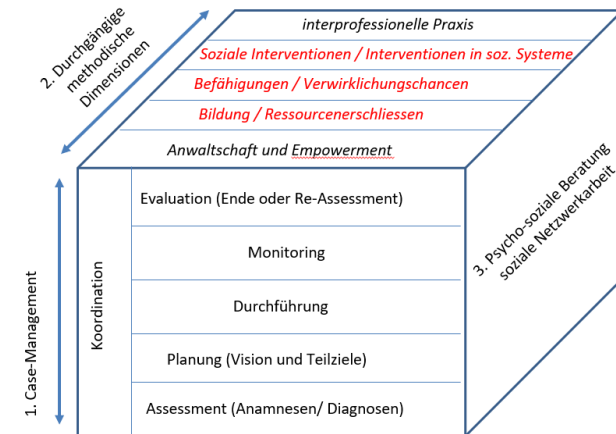 2. Durchgängige
methodische
Dimensionen
interprofessionelle Praxis
Soziale Interventionen / Interventionen in soz. Systeme
Befähigungen / Verwirklichungschancen
Bildung / Ressourcenerschliessen
Anwaltschaft und Empowerment
1. Case-Management
Koordination
Evaluation (Ende oder Re-Assessment)
Monitoring
Durchführung
Planung (Vision und Teilziele)
Assessment (Anamnesen/ Diagnosen)
3. Psycho-soziale Beratung
soziale Netzwerkarbeit